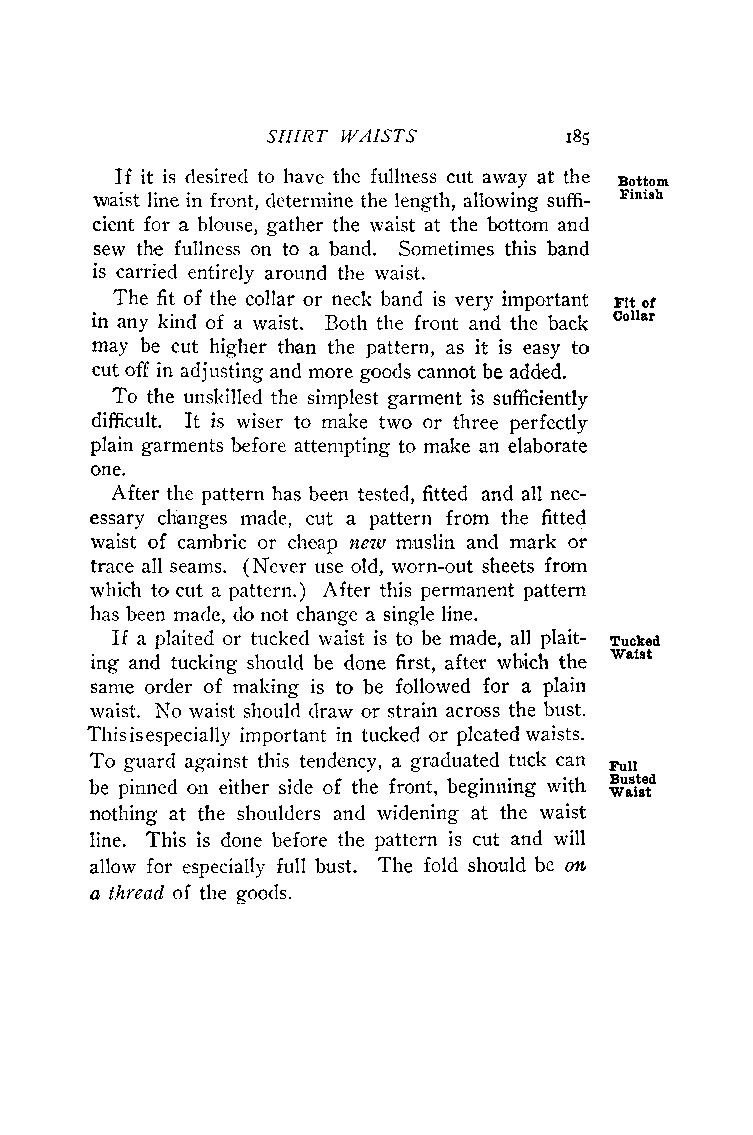 SHIRT WAISTS 185
If it is desired to have the fullness cut away at the
Bottom
waist line in front, determine the length, allowing suffi-
Finish
cient for a blouse, gather the waist at the bottom and
sew the fullness on to a band. Sometimes this band
is carried entirely around the waist.
The fit of the collar or neck band is very important
Fit of
in any kind of a waist. Both the front and the back
Collar
may be cut higher than the pattern, as it is easy to
cut off in adjusting and more goods cannot be added.
To the unskilled the simplest garment is sufficiently
difficult. It is wiser to make two or three perfectly
plain garments before attempting to make an elaborate
one.
After the pattern has been tested, fitted and all nec-
essary changes made, cut a pattern from the fitted
waist of cambric or cheap new muslin and mark or
trace all seams. (Never use old, worn-out sheets from
which to cut a pattern.) After this permanent pattern
has been made, do not change a single line.
If a plaited or tucked waist is to be made, all plait-
Tucked
ing and tucking should be done first, after which the
Waist
same order of making is to be followed for a plain
waist. No waist should draw or strain across the bust.
This is especially important in tucked or pleated waists.
To guard against this tendency, a graduated tuck can
Full
be pinned on either side of the front, beginning with
Busted
Waist
nothing at the shoulders and widening at the waist
line. This is done before the pattern is cut and will
allow for especially full bust. The fold should be on
a thread of the goods.